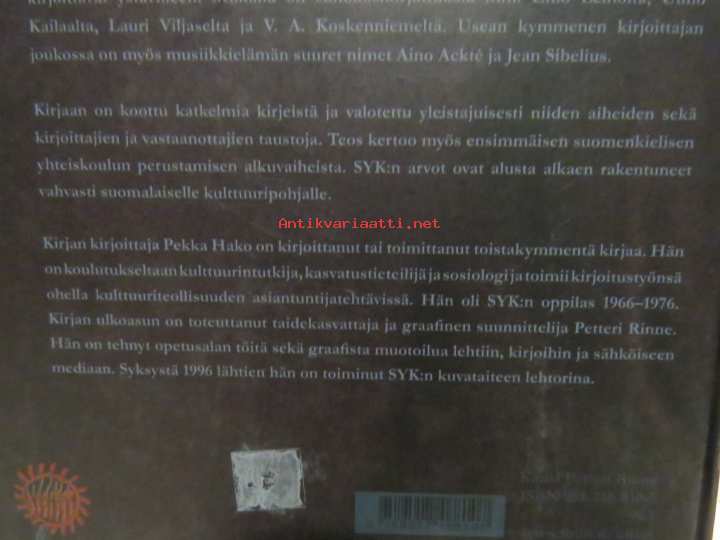 Kailaalta, Lauri Viljaselta ja V. A. Koskenniemeltä. Usean kymmenen kirjoittajan
joukossa on myös musiikkielämän suuret nimet Aino Ackté ja Jean Sibelius.
Kirjaan on koottu katkelmia kirjeistä ja valotettu yleistajuisesti niiden aiheiden sekä
kirjoittajien ja vastaanottajien taustoja. Teos kertoo myös ensimmäisen suomenkielisen
yhteiskoulun perustamisen alkuvaiheista. SYK:n arvot ovat alusta alkaen rakentuneet
vahvasti suomalaiselle kulttuuripohjalle.
Antikvariaatti.net
Kirjan kirjoittaja Pekka Hako on kirjoittanut tai toimittanut toistakymmentä kirjaa. Hän
on koulutukseltaan kulttuurintutkija, kasvatustieteilijä ja sosiologi ja toimii kirjoitustyönsä
ohella kulttuuriteollisuuden asiantuntijatehtävissä. Hän oli SYK:n oppilas 1966–1976.
Kirjan ulkoasun on toteuttanut taidekasvattaja ja graafinen suunnittelija Petteri Rinne.
Hän on tehnyt opetusalan töitä sekä graafista muotoilua lehtiin, kirjoihin ja sähköiseen
mediaan. Syksystä 1996 lähtien hän on toiminut SYK:n kuvataiteen lehtorina.